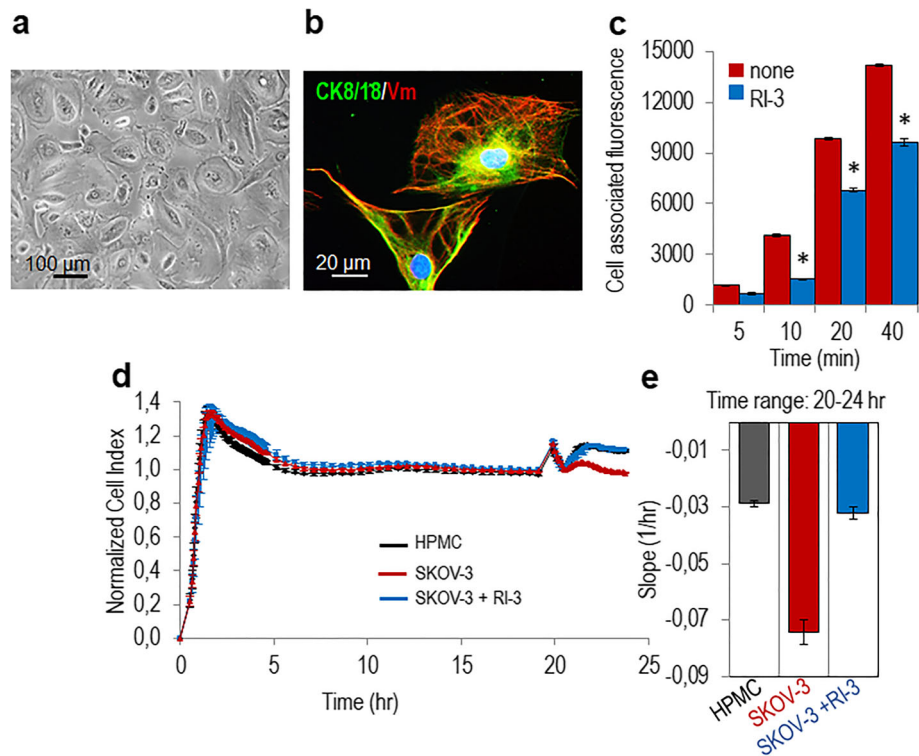 a
100 µm
b
CK8/18/Vm
20 µm
c
Cell associated fluorescence
15000
12000
9000
6000
3000
0
none
RI-3
*
*
*
5 10 20 40
Time (min)
d
Normalized Cell Index
1,4
1,2
1,0
0,8
0,6
0,4
0,2
0,0
HPMC
SKOV-3
SKOV-3 + RI-3
0 5 10 15 20 25
Time (hr)
e
Time range: 20-24 hr
Slope (1/hr)
-0,01
-0,03
-0,05
-0,07
-0,09
HPMC
SKOV-3
SKOV-3 +RI-3